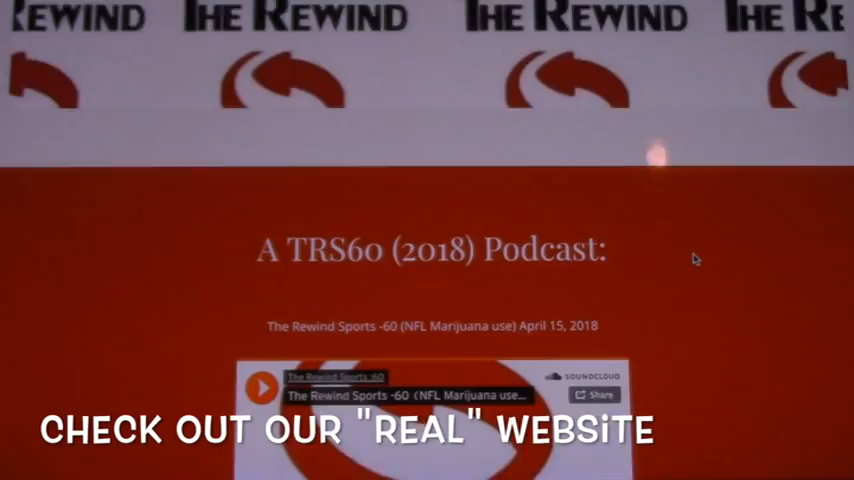 REWIND THE REWIND THE REWIND THE RE
A TRS60 (2018) Podcast:
The Rewind Sports -60 (NFL Marijuana use) April 15, 2018
The Rewind Sports :60
SOUNDCLOUD
The Rewind Sports -60 (NFL Marijuana use...
Share
CHECK OUT OUR "REAL" WEBSITE